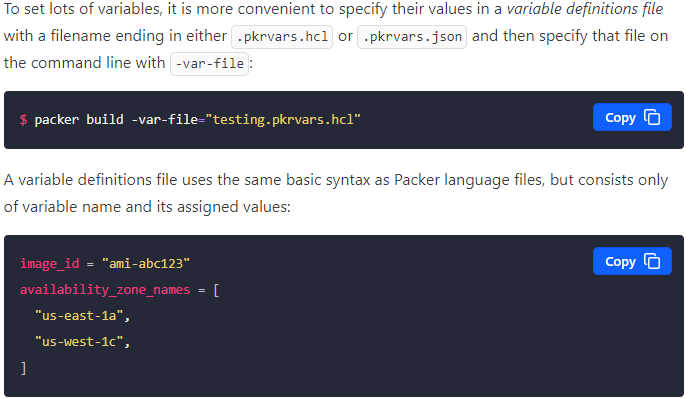 To set lots of variables, it is more convenient to specify their values in a variable definitions file
with a filename ending in either .pkrvars.hcl or .pkrvars.json and then specify that file on
the command line with -var-file:
$ packer build -var-file="testing.pkrvars.hcl"
Copy
A variable definitions file uses the same basic syntax as Packer language files, but consists only
of variable name and its assigned values:
image_id = "ami-abc123"
Copy
availability_zone_names = [
"us-east-1a",
"us-west-1c",
]